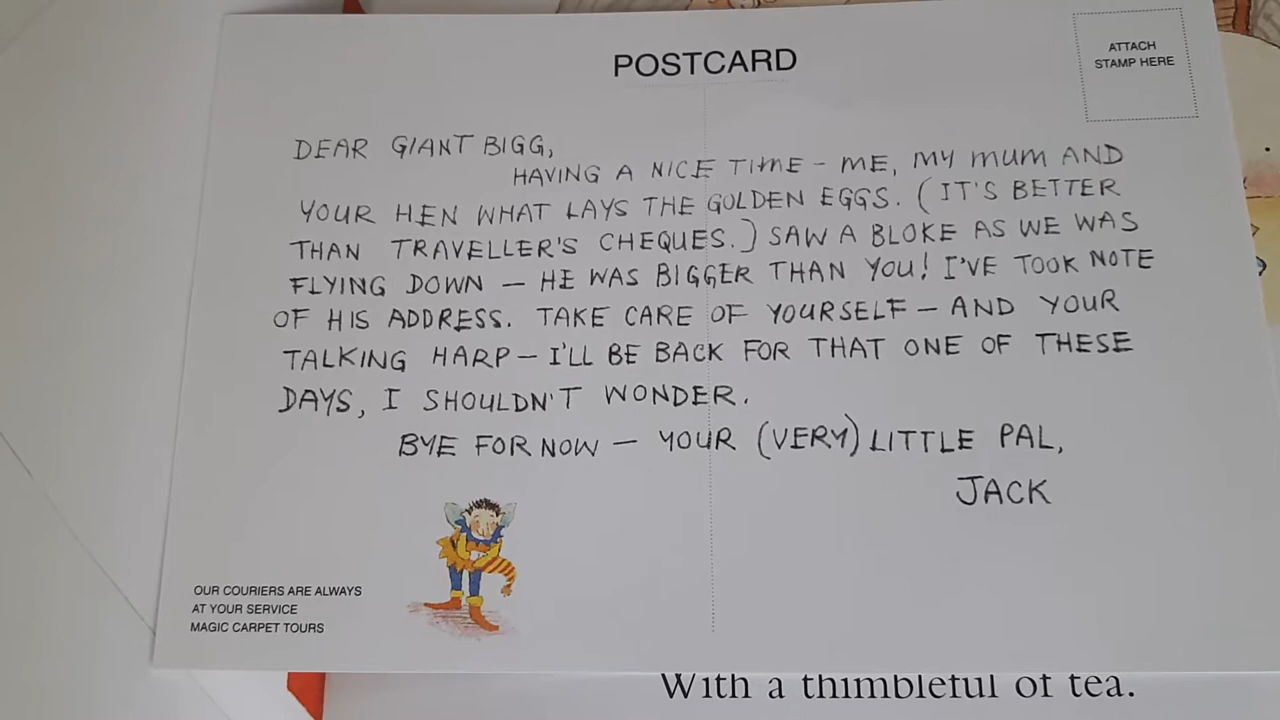 POSTCARD
ATTACH
STAMP HERE
DEAR GIANT BIGG,
HAVING A NICE TIME – ME, MY MUM AND
YOUR HEN WHAT LAYS THE GOLDEN EGGS. (IT'S BETTER
THAN TRAVELLER'S CHEQUES.) SAW A BLOKE AS WE WAS
FLYING DOWN – HE WAS BIGGER THAN YOU! I'VE TOOK NOTE
OF HIS ADDRESS. TAKE CARE OF YOURSELF – AND YOUR
TALKING HARP – I'LL BE BACK FOR THAT ONE OF THESE
DAYS, I SHOULDN'T WONDER.
BYE FOR NOW – YOUR (VERY) LITTLE PAL,
JACK
OUR COURIERS ARE ALWAYS
AT YOUR SERVICE
MAGIC CARPET TOURS
With a thimbleful of tea.